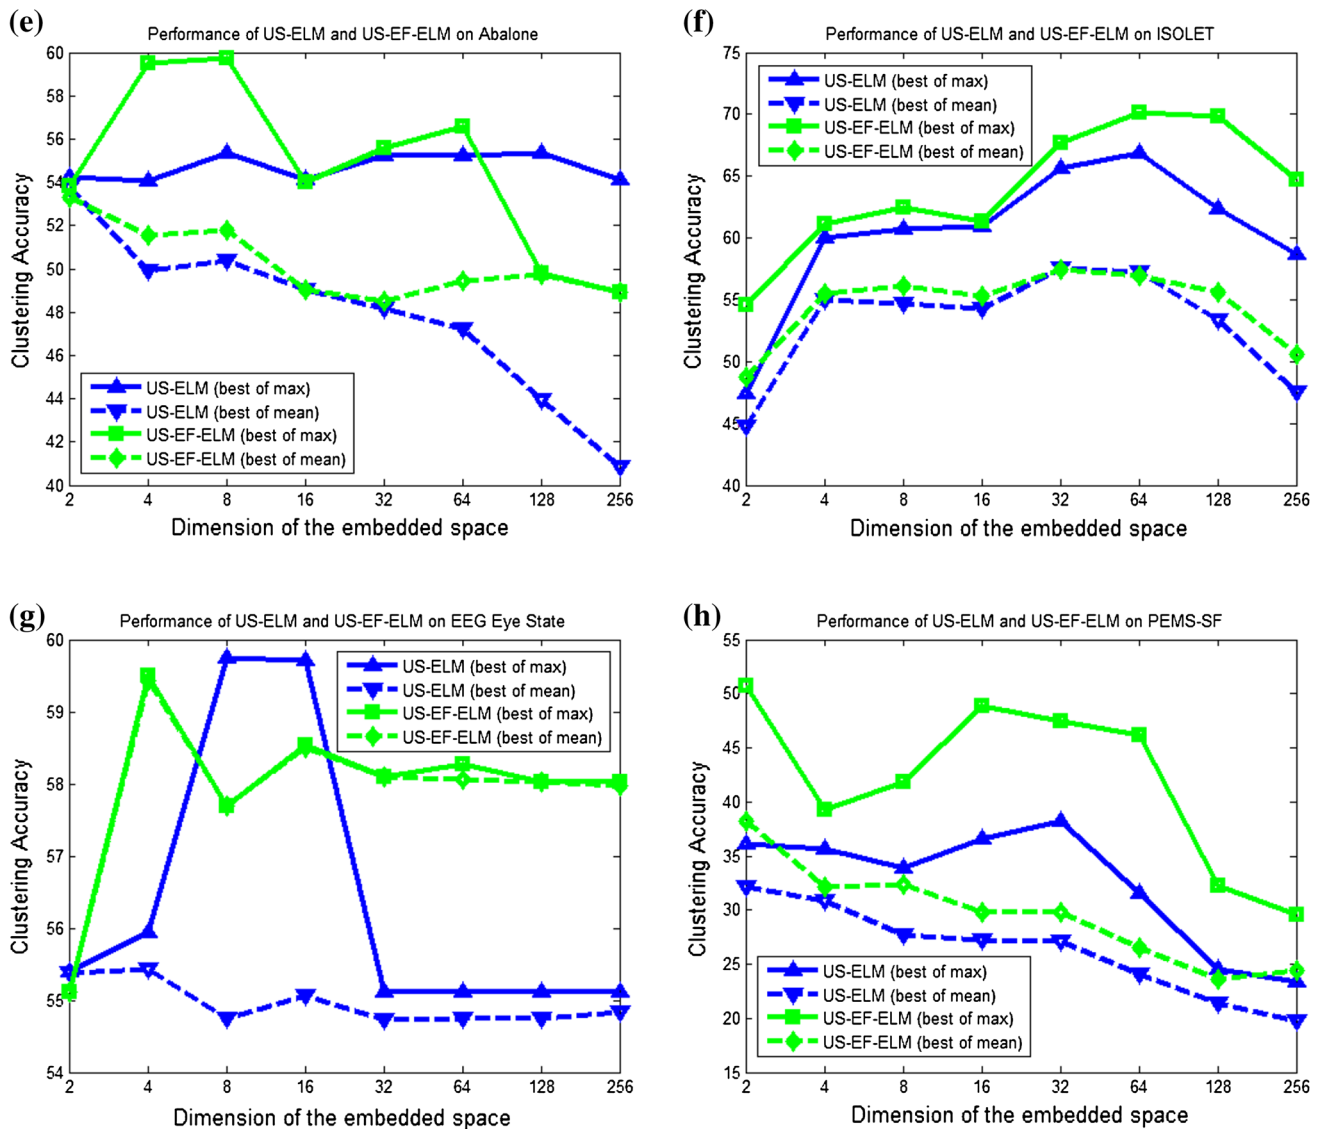 (e)
Performance of US-ELM and US-EF-ELM on Abalone
60
58
56
54
52
50
48
46
44
42
40
Clustering Accuracy
US-ELM (best of max)
US-ELM (best of mean)
US-EF-ELM (best of max)
US-EF-ELM (best of mean)
2 4 8 16 32 64 128 256
Dimension of the embedded space
(f)
Performance of US-ELM and US-EF-ELM on ISOLET
75
70
65
60
55
50
45
40
Clustering Accuracy
US-ELM (best of max)
US-ELM (best of mean)
US-EF-ELM (best of max)
US-EF-ELM (best of mean)
2 4 8 16 32 64 128 256
Dimension of the embedded space
(g)
Performance of US-ELM and US-EF-ELM on EEG Eye State
60
59
58
57
56
55
54
Clustering Accuracy
US-ELM (best of max)
US-ELM (best of mean)
US-EF-ELM (best of max)
US-EF-ELM (best of mean)
2 4 8 16 32 64 128 256
Dimension of the embedded space
(h)
Performance of US-ELM and US-EF-ELM on PEMS-SF
55
50
45
40
35
30
25
20
15
Clustering Accuracy
US-ELM (best of max)
US-ELM (best of mean)
US-EF-ELM (best of max)
US-EF-ELM (best of mean)
2 4 8 16 32 64 128 256
Dimension of the embedded space